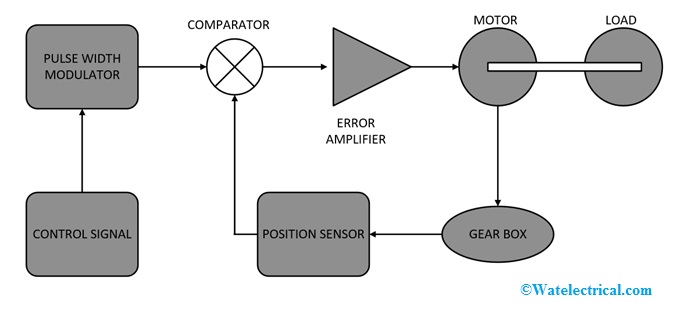 COMPARATOR
MOTOR
LOAD
PULSE WIDTH
MODULATOR
ERROR
AMPLIFIER
CONTROL SIGNAL
POSITION SENSOR
GEAR BOX
©Watelectrical.com